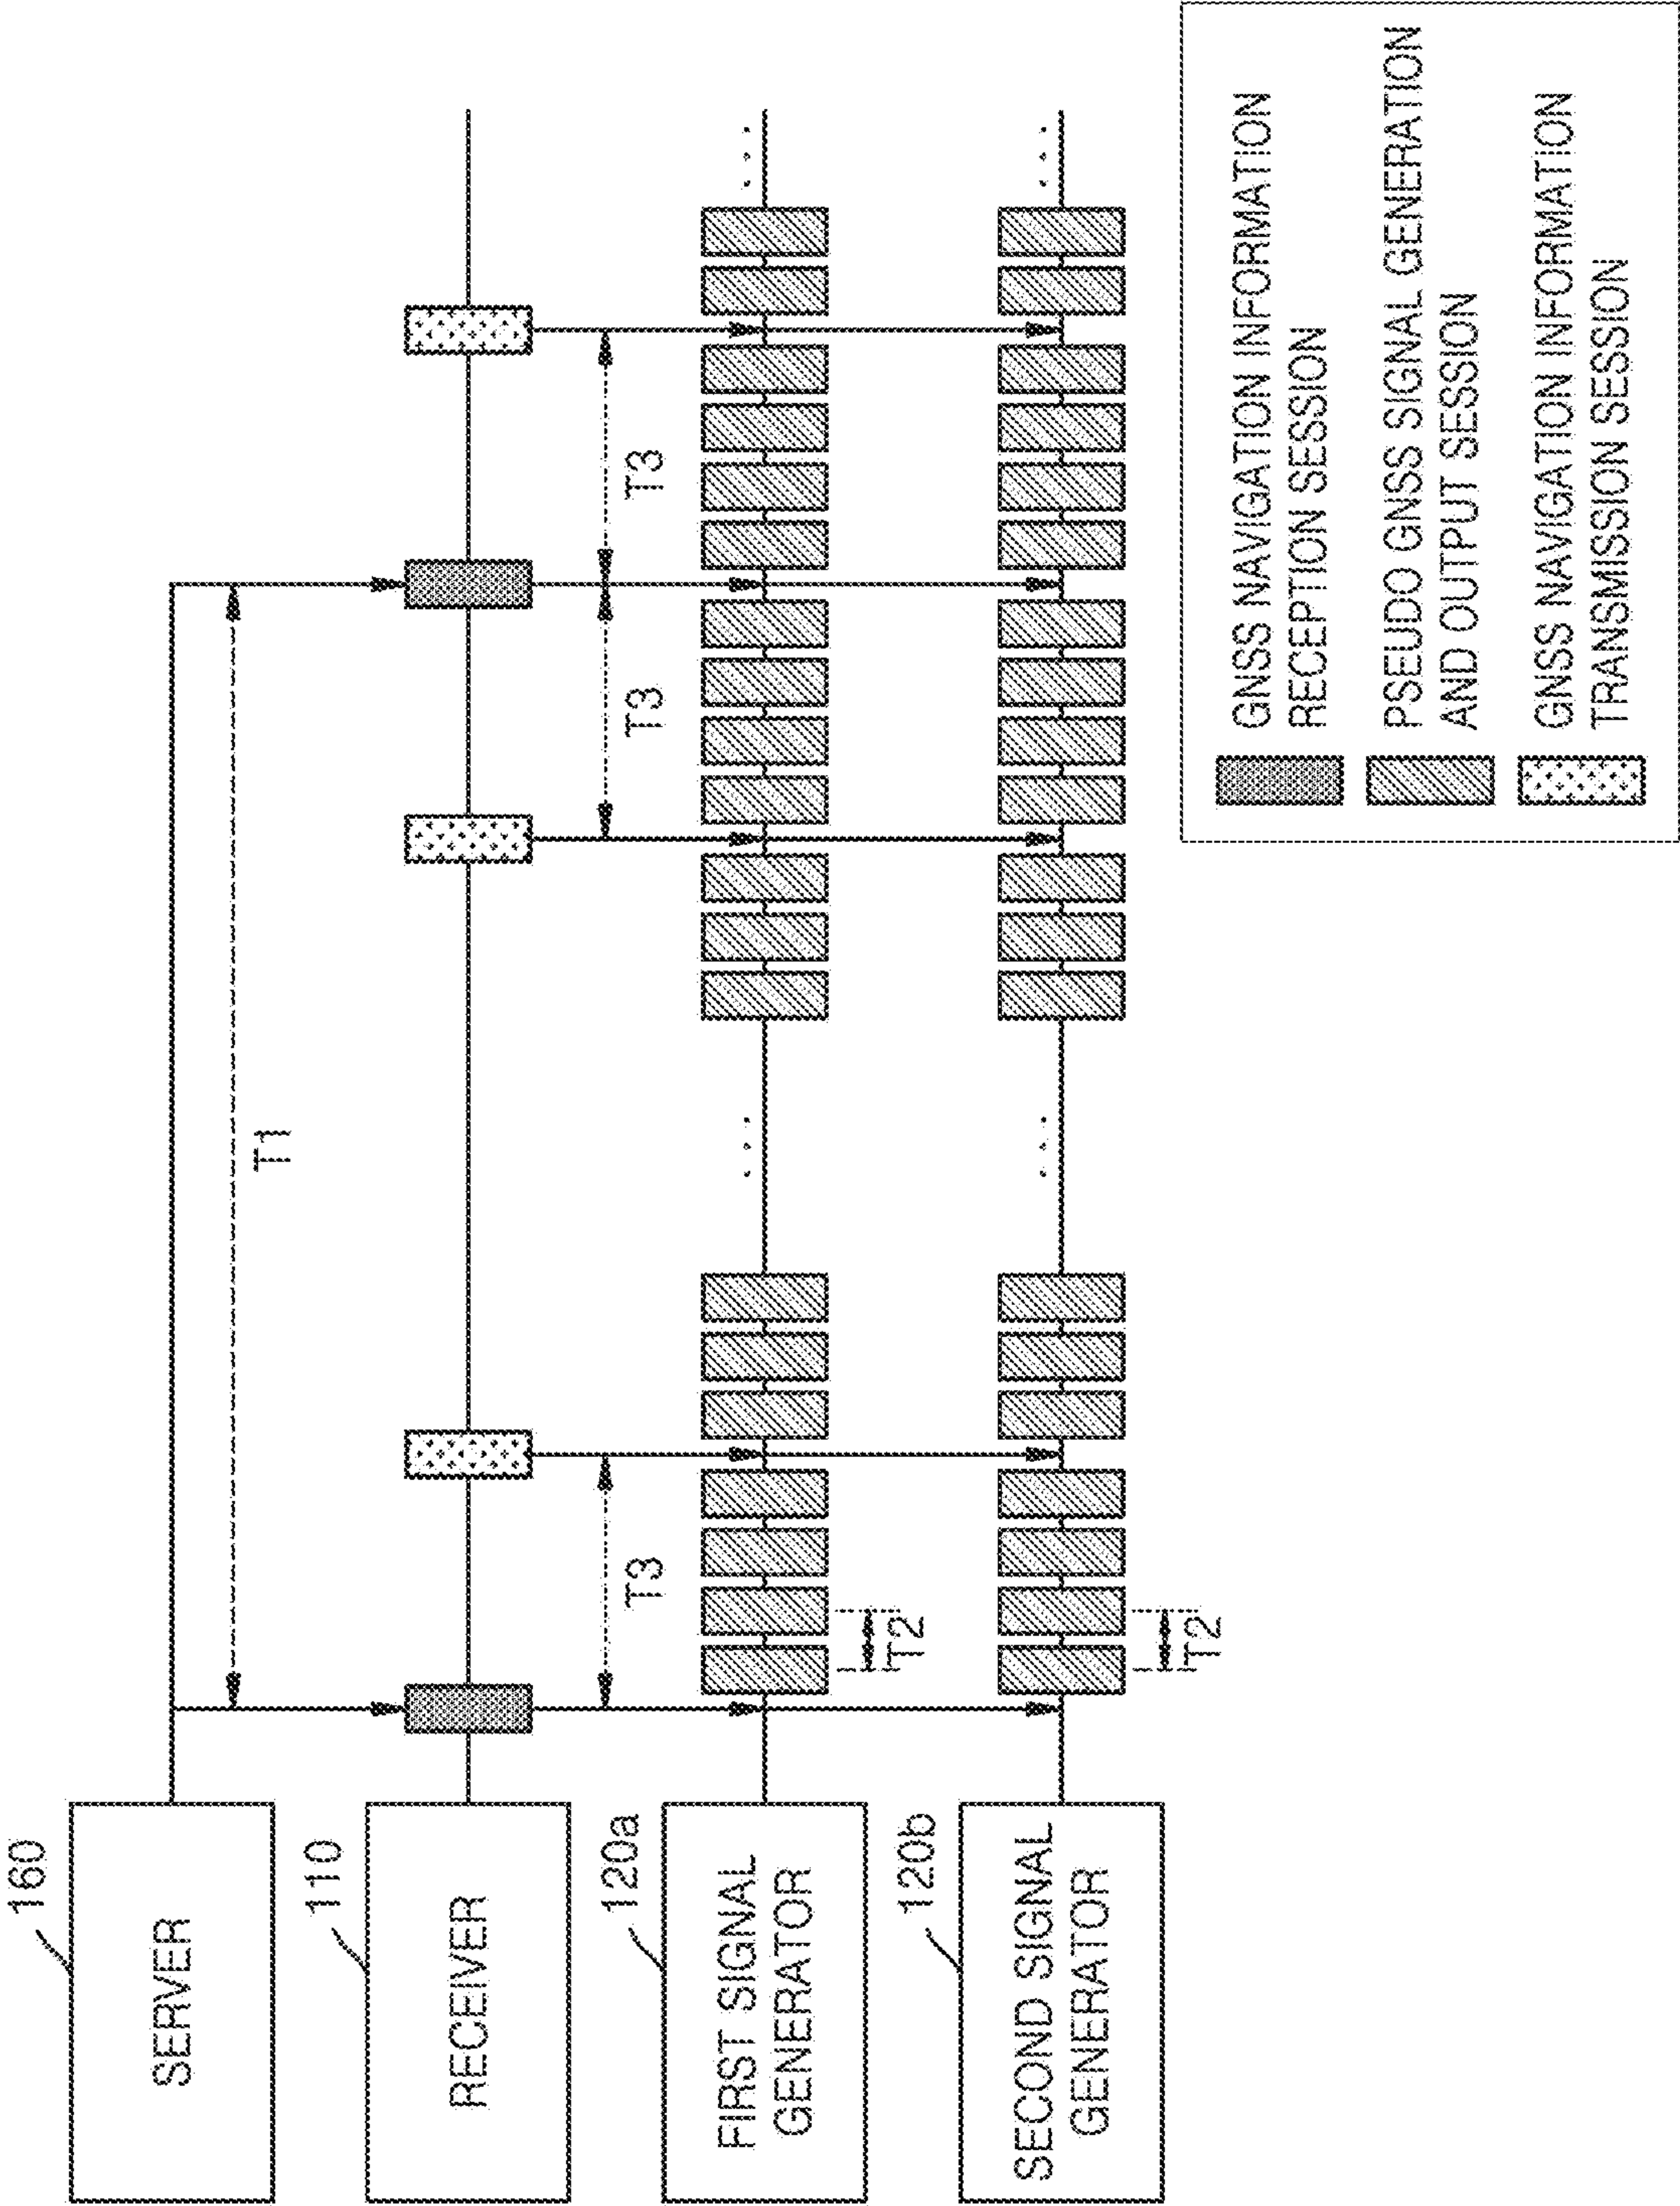 160
SERVER
110
RECEIVER
120a
FIRST SIGNAL
GENERATOR
120b
SECOND SIGNAL
GENERATOR
T1
T3
T3
T3
T2
T2
. . .
. . .
. . .
. . .
GNSS NAVIGATION INFORMATION
RECEPTION SESSION
PSEUDO GNSS SIGNAL GENERATION
AND OUTPUT SESSION
GNSS NAVIGATION INFORMATION
TRANSMISSION SESSION